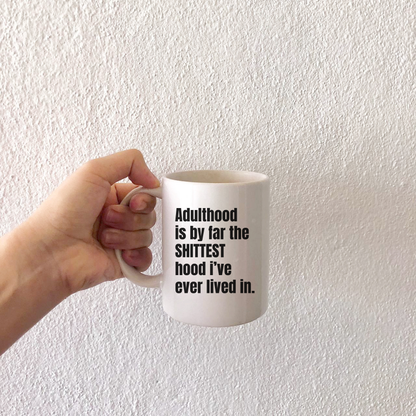 Adulthood
is by far the
SHITTEST
hood i've
ever lived in.